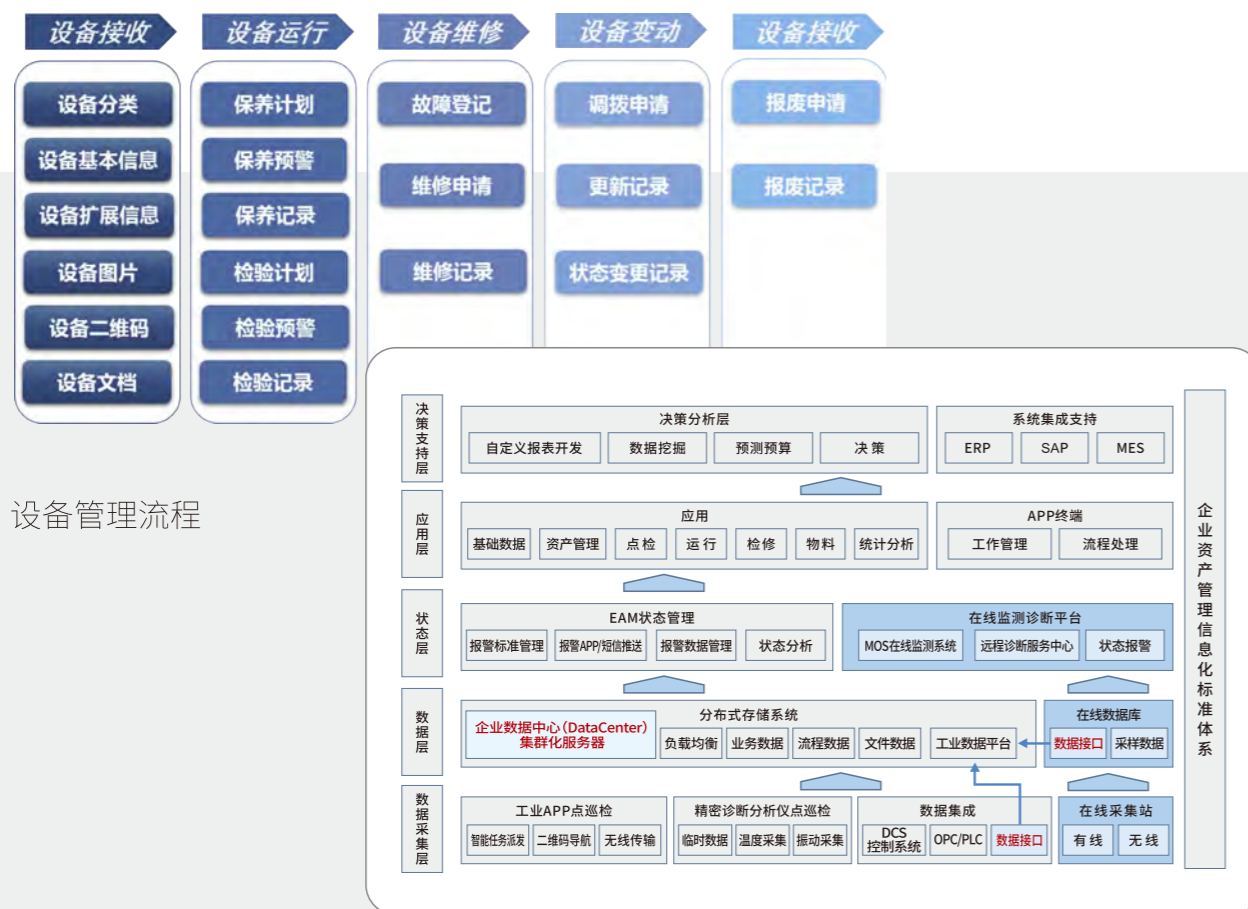 设备接收
设备运行
设备维修
设备变动
设备接收
设备分类
设备基本信息
设备扩展信息
设备图片
设备二维码
设备文档
保养计划
保养预警
保养记录
检验计划
检验预警
检验记录
故障登记
维修申请
维修记录
调拨申请
更新记录
状态变更记录
报废申请
报废记录
设备管理流程
决策支持层
决策分析层
自定义报表开发
数据挖掘
预测预算
决策
系统集成支持
ERP
SAP
MES
应用层
应用
基础数据
资产管理
点检
运行
检修
物料
统计分析
APP终端
工作管理
流程处理
状态层
EAM状态管理
报警标准管理
报警APP/短信推送
报警数据管理
状态分析
在线监测诊断平台
MOS在线监测系统
远程诊断服务中心
状态报警
数据层
分布式存储系统
企业数据中心(DataCenter)
集群化服务器
负载均衡
业务数据
流程数据
文件数据
工业数据平台
在线数据库
数据接口
采样数据
数据采集层
工业APP点巡检
智能任务派发
二维码导航
无线传输
精密诊断分析仪点巡检
临时数据
温度采集
振动采集
数据集成
DCS
控制系统
OPC/PLC
数据接口
在线采集站
有线
无线
企业资产管理信息化标准体系